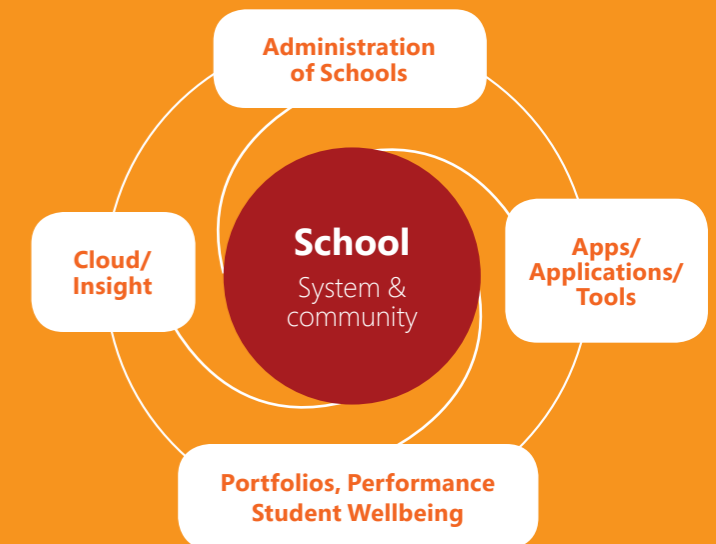 Administration
of Schools
Cloud/
Insight
School
System &
community
Apps/
Applications/
Tools
Portfolios, Performance
Student Wellbeing